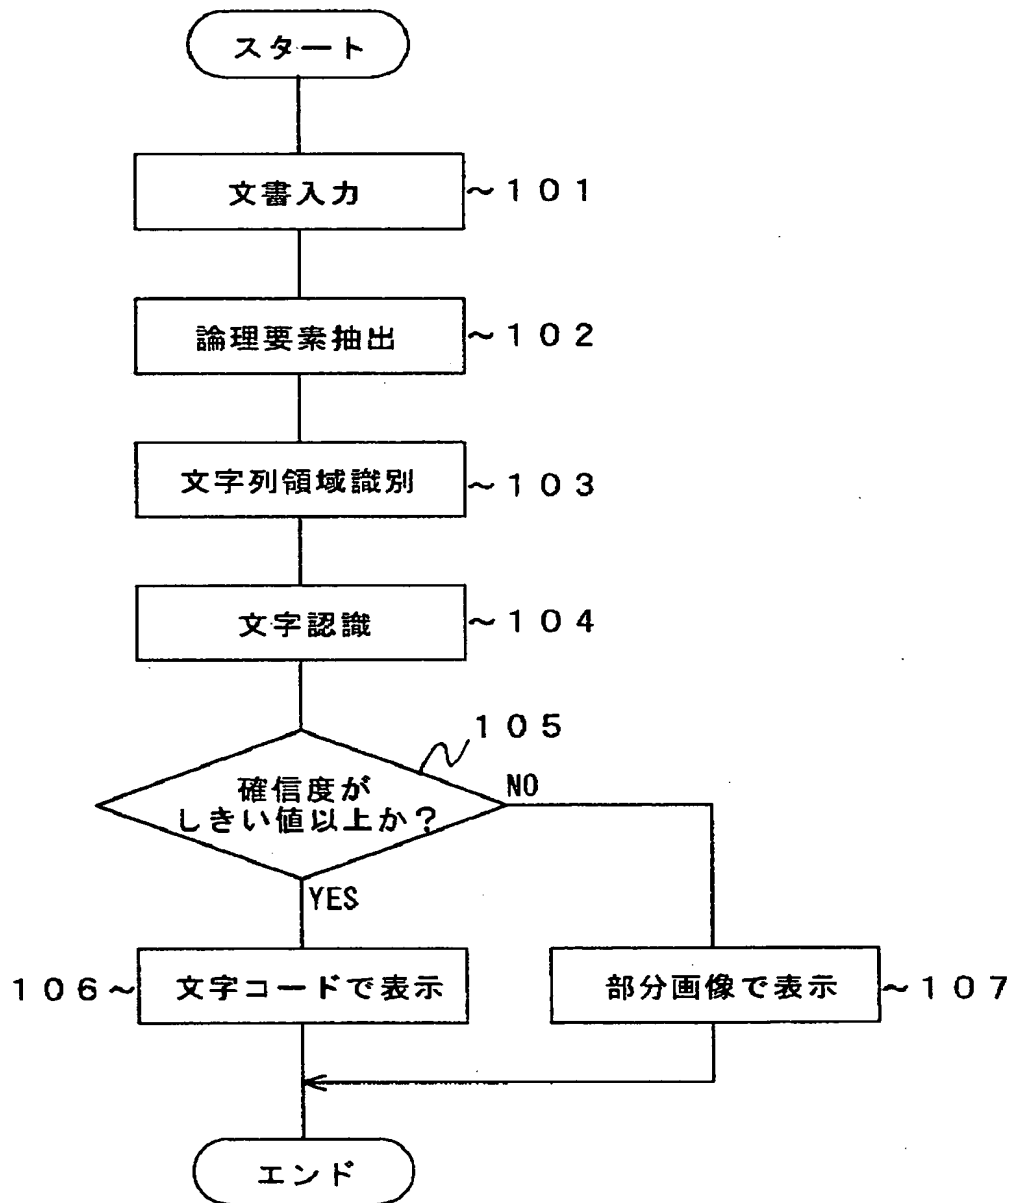 スタート
文書入力 ~101
論理要素抽出 ~102
文字列領域識別 ~103
文字認識 ~104
105
確信度が
しきい値以上か?
NO
YES
106~ 文字コードで表示
部分画像で表示 ~107
エンド